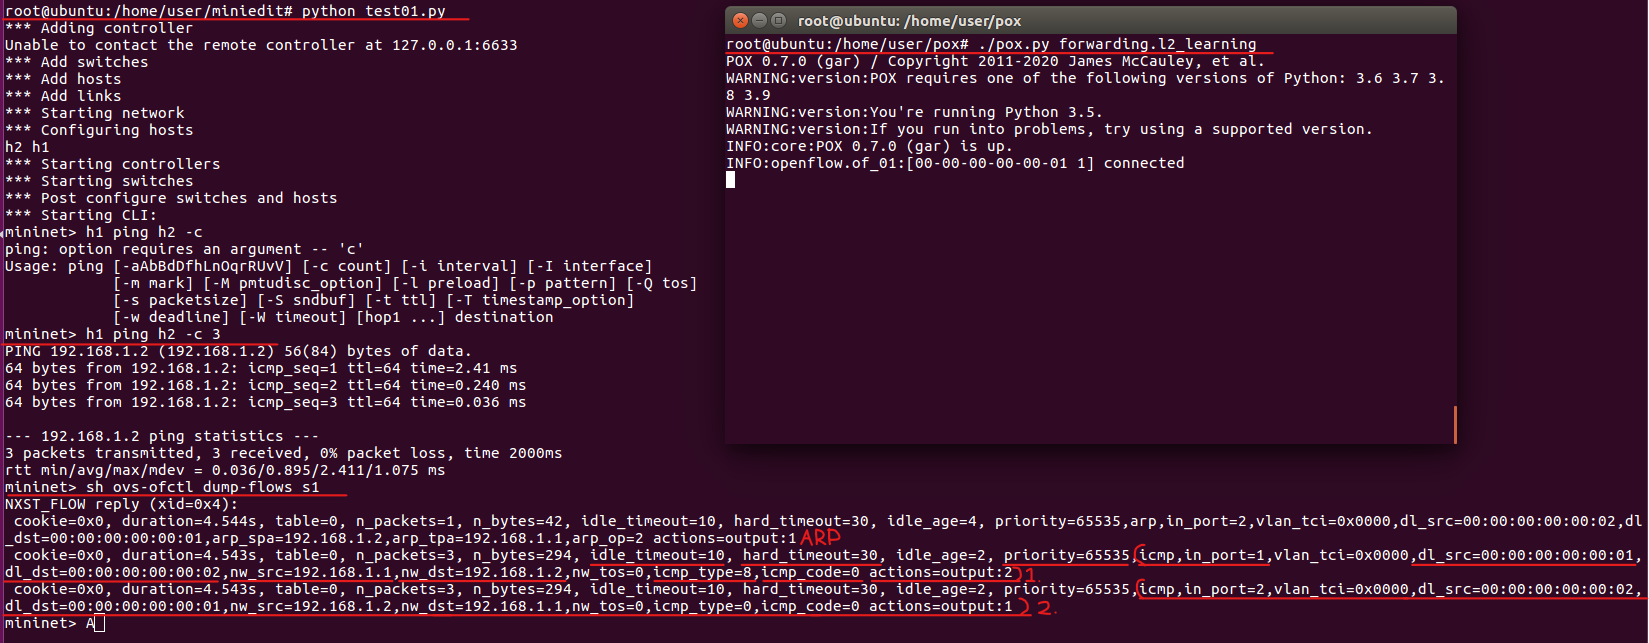 root@ubuntu:/home/user/miniedit# python test01.py
*** Adding controller
Unable to contact the remote controller at 127.0.0.1:6633
*** Add switches
*** Add hosts
*** Add links
*** Starting network
*** Configuring hosts
h2 h1
*** Starting controllers
*** Starting switches
*** Post configure switches and hosts
*** Starting CLI:
mininet> h1 ping h2 -c
ping: option requires an argument -- 'c'
Usage: ping [-aAbBdDfhLnOqrRUvV] [-c count] [-i interval] [-I interface]
            [-m mark] [-M pmtudisc_option] [-l preload] [-p pattern] [-Q tos]
            [-s packetsize] [-S sndbuf] [-t ttl] [-T timestamp_option]
            [-w deadline] [-W timeout] [hop1 ...] destination
mininet> h1 ping h2 -c 3
PING 192.168.1.2 (192.168.1.2) 56(84) bytes of data.
64 bytes from 192.168.1.2: icmp_seq=1 ttl=64 time=2.41 ms
64 bytes from 192.168.1.2: icmp_seq=2 ttl=64 time=0.240 ms
64 bytes from 192.168.1.2: icmp_seq=3 ttl=64 time=0.036 ms
--- 192.168.1.2 ping statistics ---
3 packets transmitted, 3 received, 0% packet loss, time 2000ms
rtt min/avg/max/mdev = 0.036/0.895/2.411/1.075 ms
mininet> sh ovs-ofctl dump-flows s1
NXST_FLOW reply (xid=0x4):
 cookie=0x0, duration=4.544s, table=0, n_packets=1, n_bytes=42, idle_timeout=10, hard_timeout=30, idle_age=4, priority=65535,arp,in_port=2,vlan_tci=0x0000,dl_src=00:00:00:00:00:02,dl
_dst=00:00:00:00:00:01,arp_spa=192.168.1.2,arp_tpa=192.168.1.1,arp_op=2 actions=output:1 ARP
 cookie=0x0, duration=4.543s, table=0, n_packets=3, n_bytes=294, idle_timeout=10, hard_timeout=30, idle_age=2, priority=65535,icmp,in_port=1,vlan_tci=0x0000,dl_src=00:00:00:00:00:01,
dl_dst=00:00:00:00:00:02,nw_src=192.168.1.1,nw_dst=192.168.1.2,nw_tos=0,icmp_type=8,icmp_code=0 actions=output:2 1.
 cookie=0x0, duration=4.543s, table=0, n_packets=3, n_bytes=294, idle_timeout=10, hard_timeout=30, idle_age=2, priority=65535,icmp,in_port=2,vlan_tci=0x0000,dl_src=00:00:00:00:00:02,
dl_dst=00:00:00:00:00:01,nw_src=192.168.1.2,nw_dst=192.168.1.1,nw_tos=0,icmp_type=0,icmp_code=0 actions=output:1 2.
mininet> A
root@ubuntu: /home/user/pox
root@ubuntu:/home/user/pox# ./pox.py forwarding.l2_learning
POX 0.7.0 (gar) / Copyright 2011-2020 James McCauley, et al.
WARNING:version:POX requires one of the following versions of Python: 3.6 3.7 3.
8 3.9
WARNING:version:You're running Python 3.5.
WARNING:version:If you run into problems, try using a supported version.
INFO:core:POX 0.7.0 (gar) is up.
INFO:openflow.of_01:[00-00-00-00-00-01 1] connected